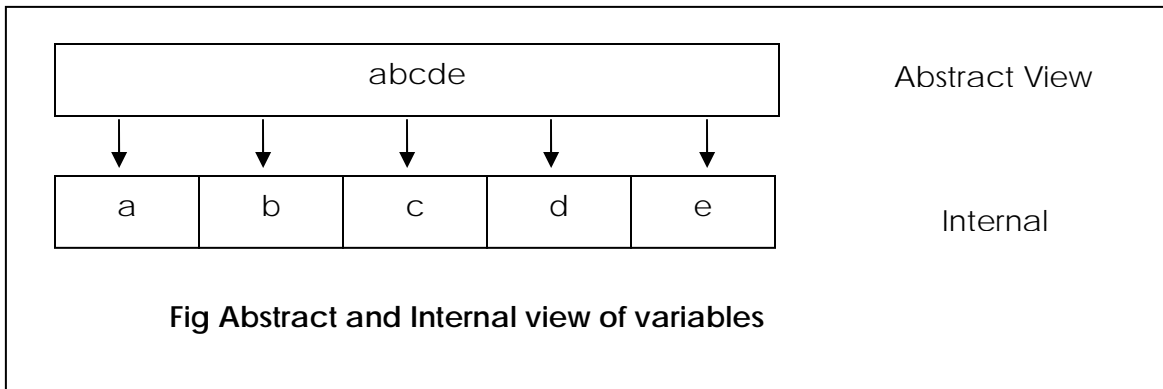 abcde
Abstract View
a b c d e
Internal
Fig Abstract and Internal view of variables